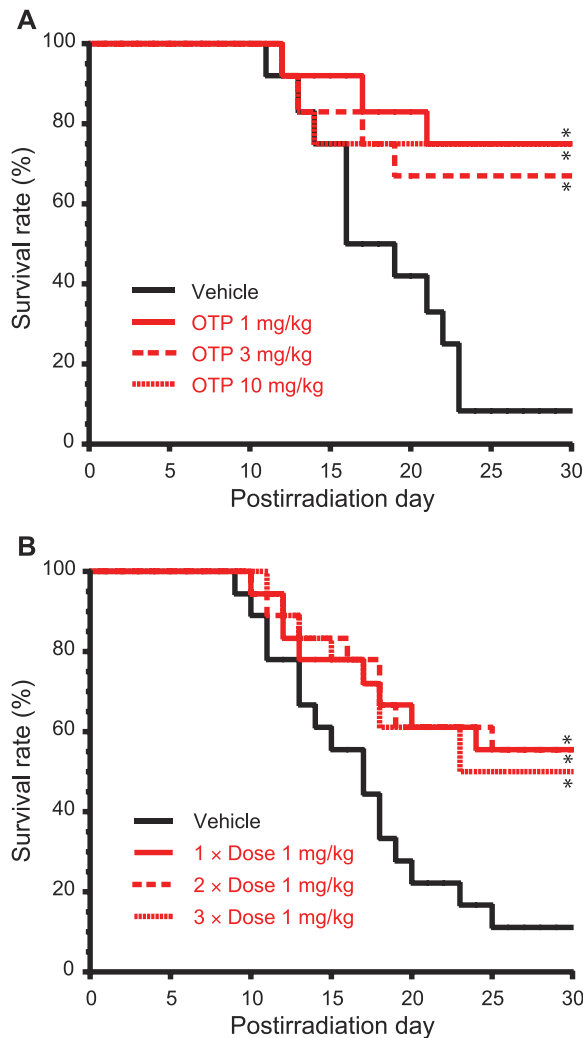 A
100
80
60
40
20
0
Survival rate (%)
Vehicle
OTP 1 mg/kg
OTP 3 mg/kg
OTP 10 mg/kg
*
*
*
0 5 10 15 20 25 30
Postirradiation day
B
100
80
60
40
20
0
Survival rate (%)
Vehicle
1 × Dose 1 mg/kg
2 × Dose 1 mg/kg
3 × Dose 1 mg/kg
*
*
*
0 5 10 15 20 25 30
Postirradiation day